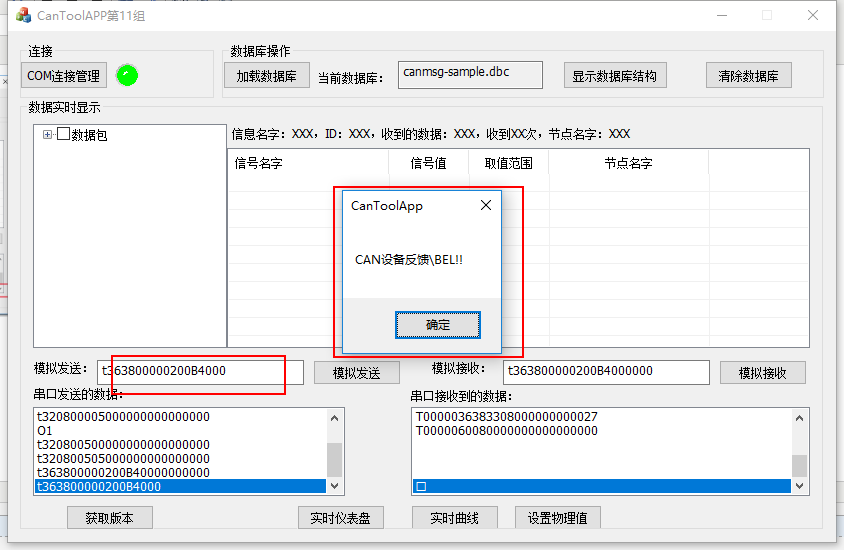 CanToolAPP第11组
连接
COM连接管理
数据库操作
加载数据库
当前数据库:
canmsg-sample.dbc
显示数据库结构
清除数据库
数据实时显示
数据包
信息名字: XXX, ID: XXX, 收到的数据: XXX, 收到XX次, 节点名字: XXX
信号名字 信号值 取值范围 节点名字
CanToolApp
CAN设备反馈\BEL!!
确定
模拟发送:
t363800000200B4000
模拟发送
模拟接收:
t363800000200B4000000
模拟接收
串口发送的数据:
t320800005000000000000000
O1
t320800500000000000000000
t320800505000000000000000
t363800000200B40000000000
t363800000200B4000
串口接收到的数据:
T00000363833080000000000​27
T0000060080000000000000000
获取版本
实时仪表盘
实时曲线
设置物理值